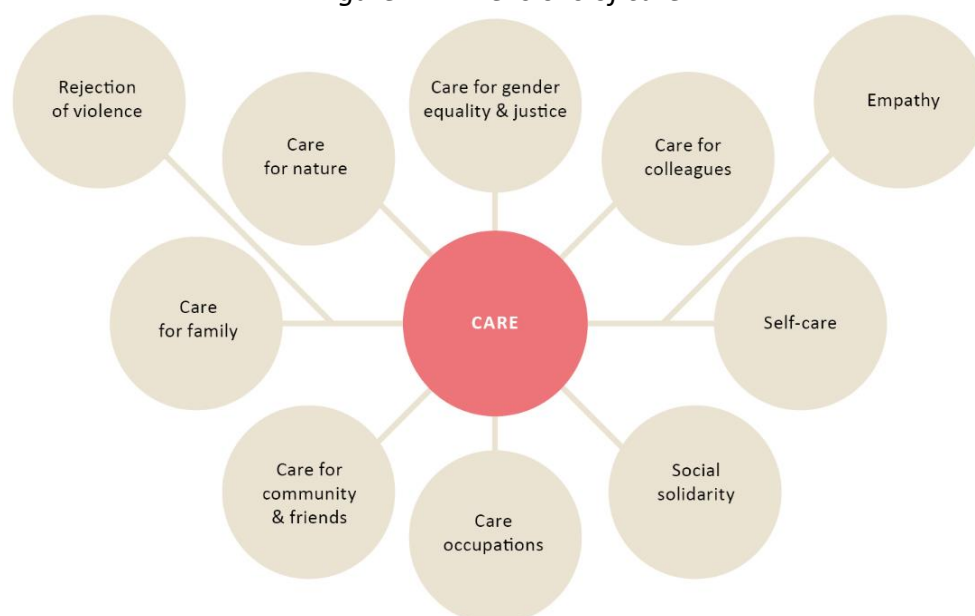 Rejection
of violence
Care
for nature
Care for gender
equality & justice
Care for
colleagues
Empathy
Care
for family
CARE
Self-care
Care for
community
& friends
Care
occupations
Social
solidarity